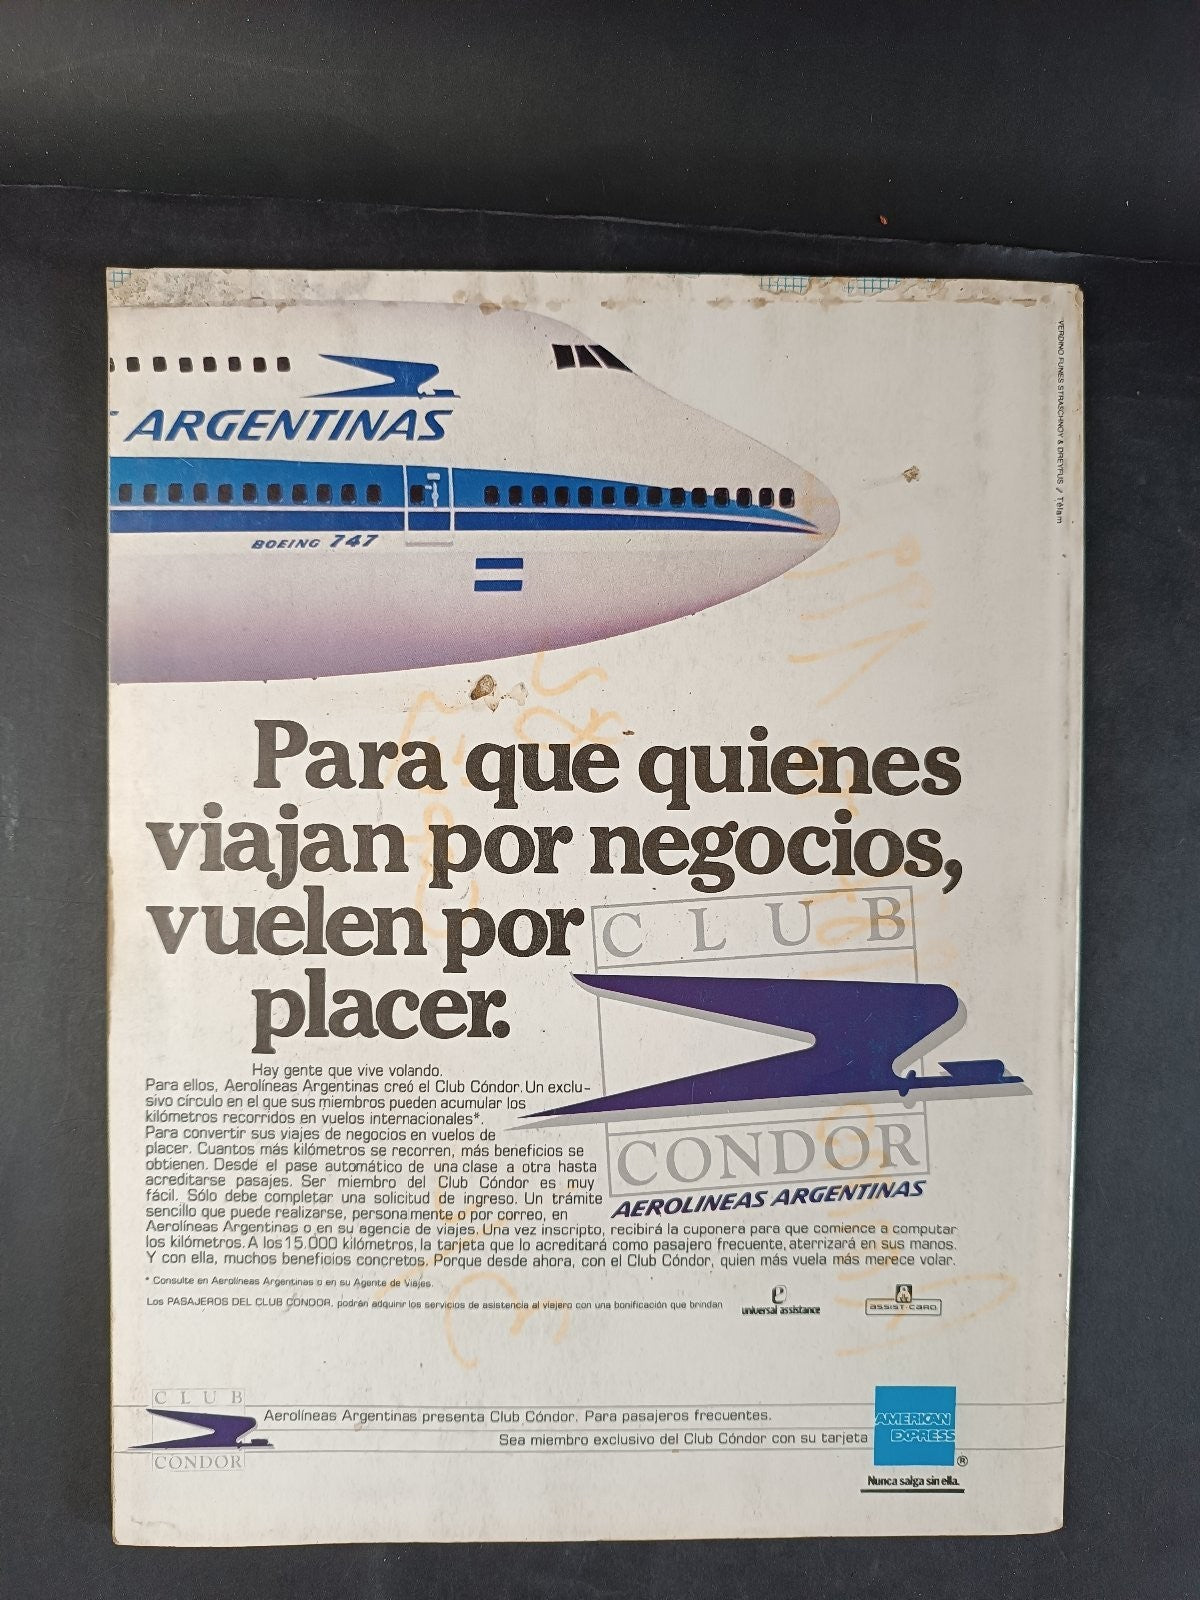 VERDINO FUNES STRASCHNOY & DREYFUS // Télam
ARGENTINAS
BOEING 747
Para que quienes
viajan por negocios,
vuelen por
placer.
CLUB
CONDOR
AEROLINEAS ARGENTINAS
Hay gente que vive volando.
Para ellos, Aerolíneas Argentinas creó el Club Cóndor. Un exclu-
sivo círculo en el que sus miembros pueden acumular los
kilómetros recorridos en vuelos internacionales*.
Para convertir sus viajes de negocios en vuelos de
placer. Cuantos más kilómetros se recorren, más beneficios se
obtienen. Desde el pase automático de una clase a otra hasta
acreditarse pasajes. Ser miembro del Club Cóndor es muy
fácil. Sólo debe completar una solicitud de ingreso. Un trámite
sencillo que puede realizarse, personamente o por correo, en
Aerolíneas Argentinas o en su agencia de viajes. Una vez inscripto, recibirá la cuponera para que comience a computar
los kilómetros. A los 15.000 kilómetros, la tarjeta que lo acreditará como pasajero frecuente, aterrizará en sus manos.
Y con ella, muchos beneficios concretos. Porque desde ahora, con el Club Cóndor, quien más vuela más merece volar.
* Consulte en Aerolíneas Argentinas o en su Agente de Viajes.
Los PASAJEROS DEL CLUB CONDOR, podrán adquirir los servicios de asistencia al viajero con una bonificación que brindan
universal assistance
ASSIST-CARD
CLUB
CONDOR
Aerolíneas Argentinas presenta Club Cóndor. Para pasajeros frecuentes.
Sea miembro exclusivo del Club Cóndor con su tarjeta
AMERICAN
EXPRESS
®
Nunca salga sin ella.